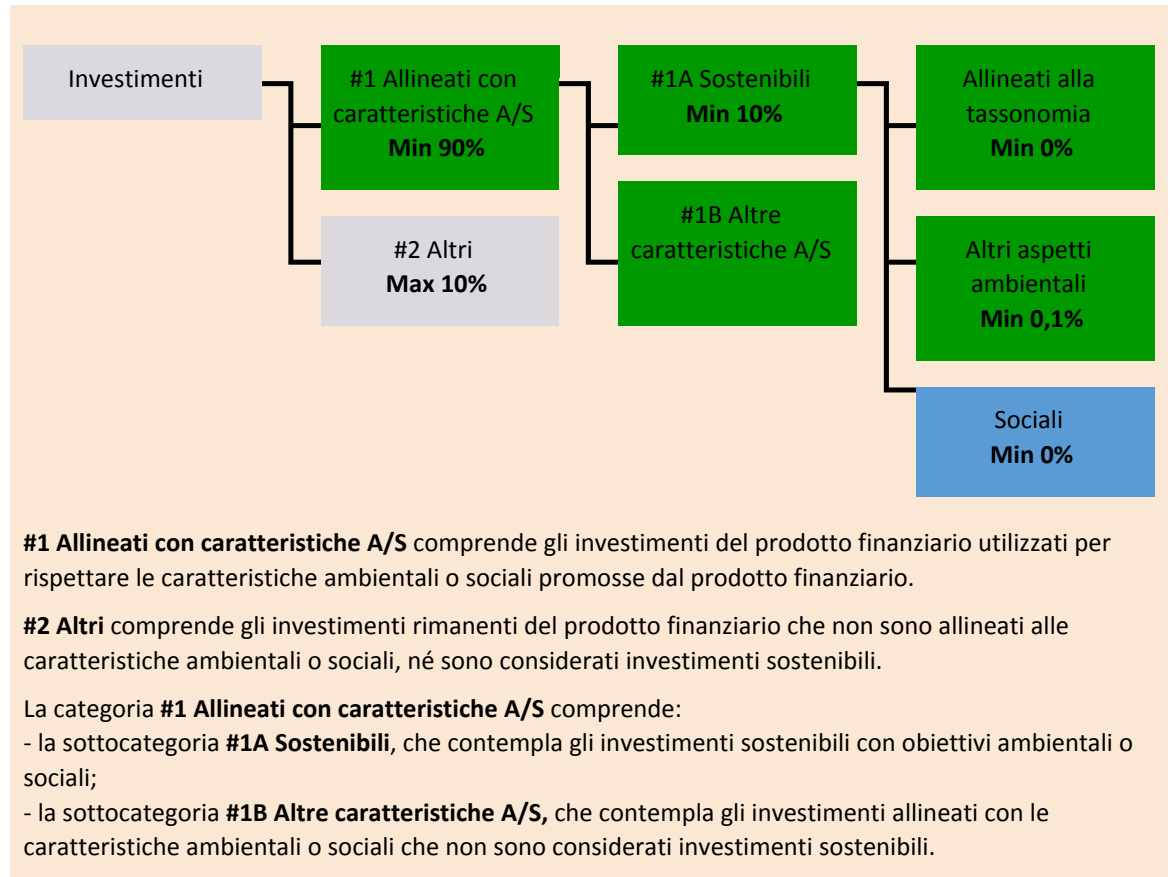 Investimenti
#1 Allineati con
caratteristiche A/S
Min 90%
#2 Altri
Max 10%
#1A Sostenibili
Min 10%
#1B Altre
caratteristiche A/S
Allineati alla
tassonomia
Min 0%
Altri aspetti
ambientali
Min 0,1%
Sociali
Min 0%
#1 Allineati con caratteristiche A/S comprende gli investimenti del prodotto finanziario utilizzati per
rispettare le caratteristiche ambientali o sociali promosse dal prodotto finanziario.
#2 Altri comprende gli investimenti rimanenti del prodotto finanziario che non sono allineati alle
caratteristiche ambientali o sociali, né sono considerati investimenti sostenibili.
La categoria #1 Allineati con caratteristiche A/S comprende:
- la sottocategoria #1A Sostenibili, che contempla gli investimenti sostenibili con obiettivi ambientali o
sociali;
- la sottocategoria #1B Altre caratteristiche A/S, che contempla gli investimenti allineati con le
caratteristiche ambientali o sociali che non sono considerati investimenti sostenibili.